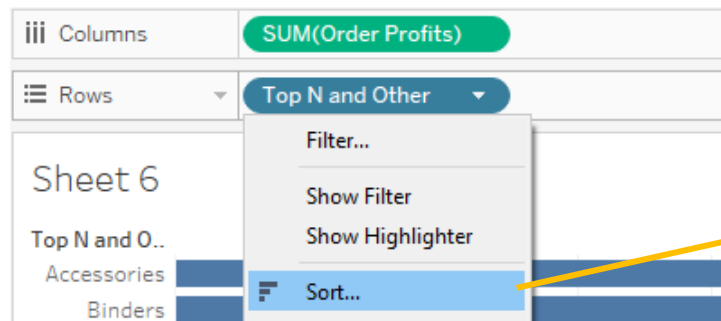 Columns SUM(Order Profits)
Rows Top N and Other
Filter...
Sheet 6
Show Filter
Top N and O..
Show Highlighter
Accessories
Sort...
Binders